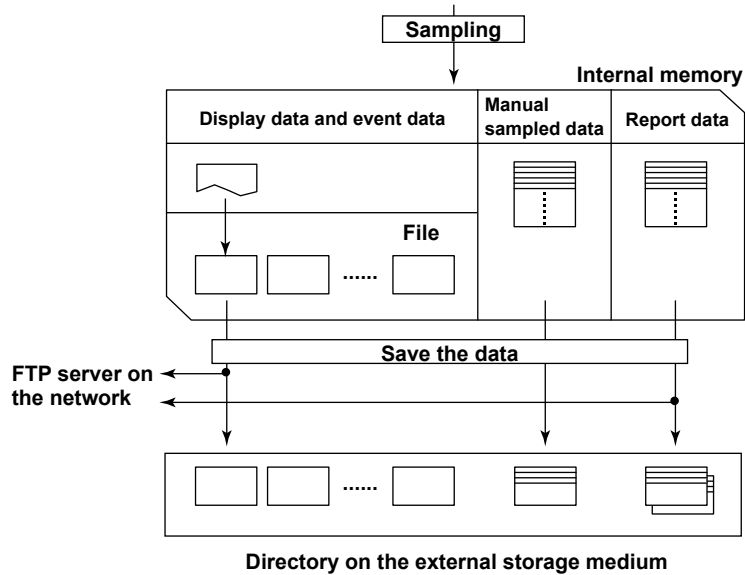 Sampling
Internal memory
Display data and event data
Manual
sampled data
Report data
File
......
Save the data
FTP server on
the network
......
Directory on the external storage medium